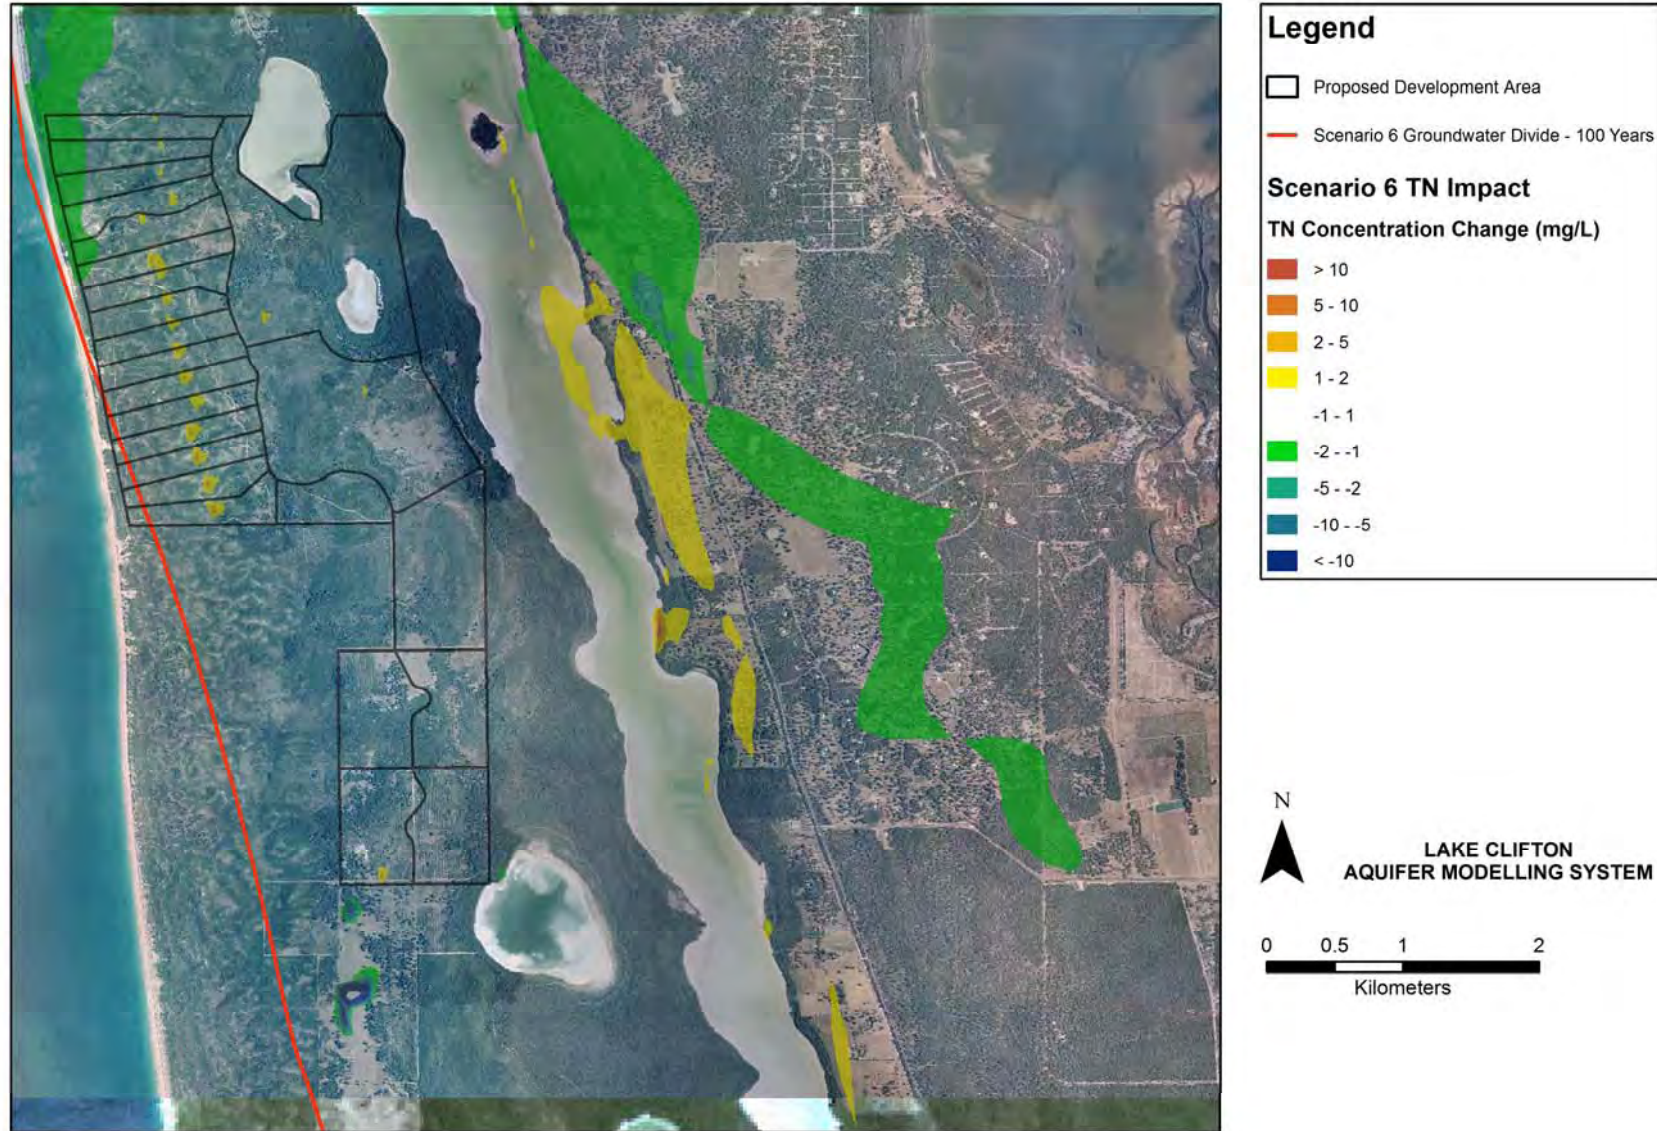 Legend
Proposed Development Area
Scenario 6 Groundwater Divide - 100 Years
Scenario 6 TN Impact
TN Concentration Change (mg/L)
> 10
5 - 10
2 - 5
1 - 2
-1 - 1
-2 - -1
-5 - -2
-10 - -5
< -10
N
LAKE CLIFTON
AQUIFER MODELLING SYSTEM
0 0.5 1 2
Kilometers